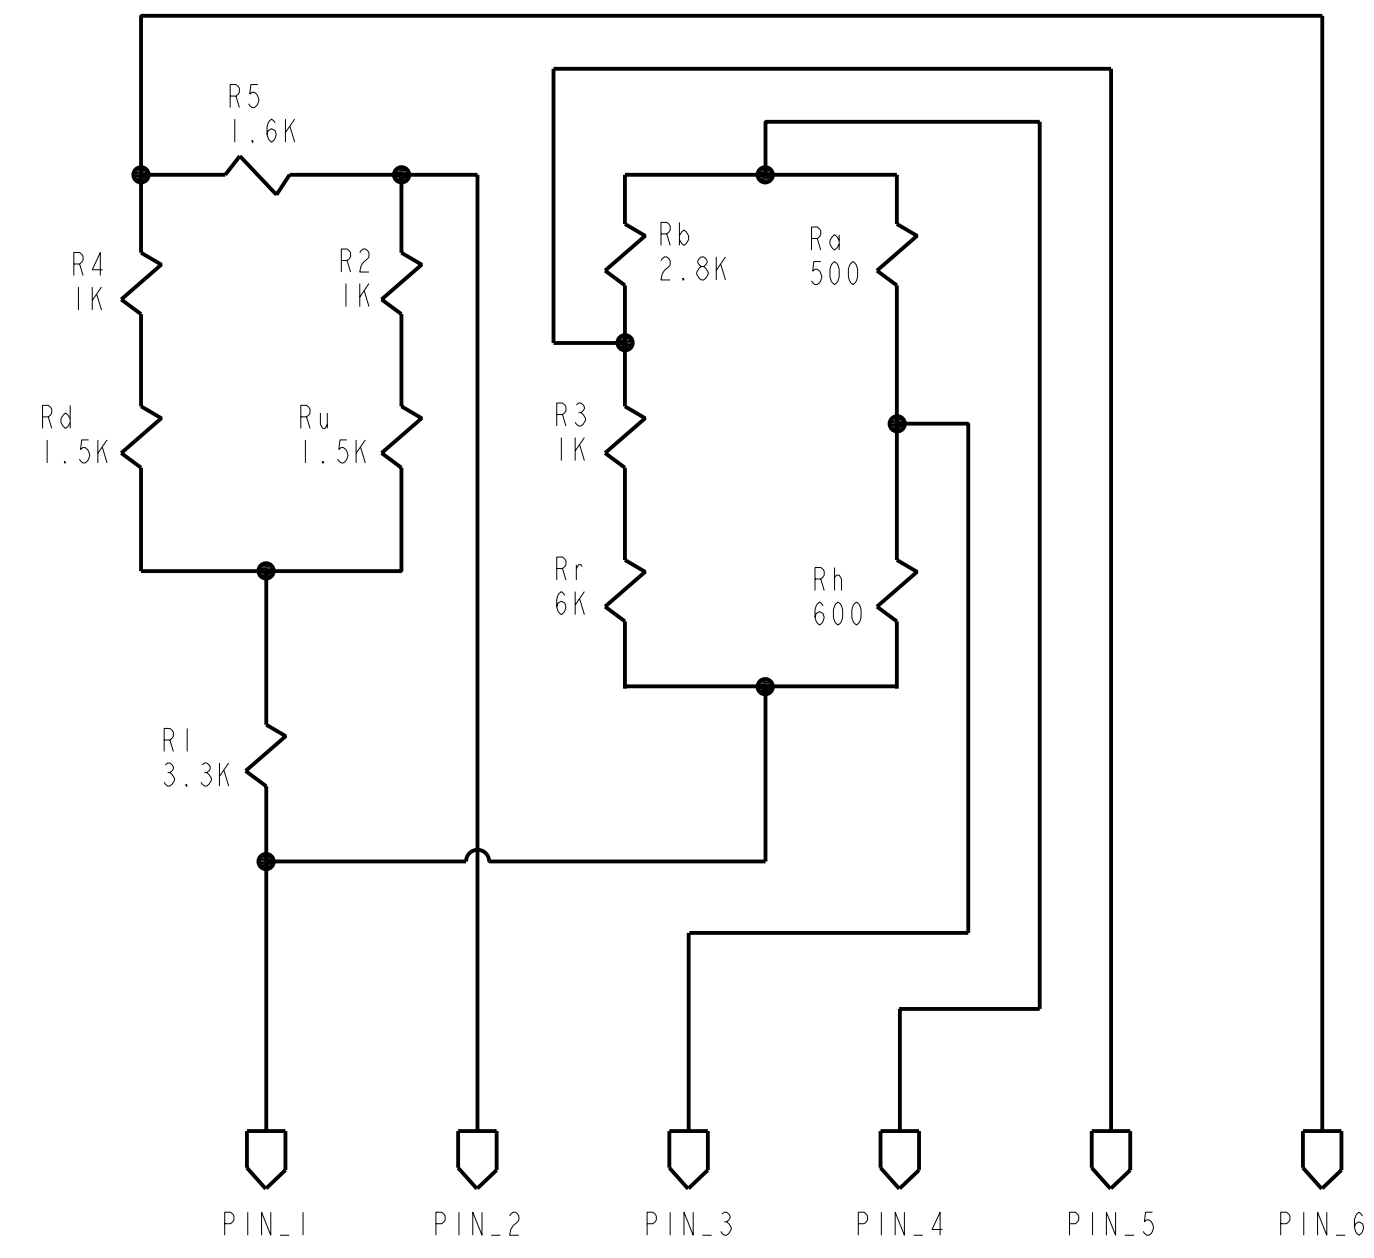 R5
1.6K
R4
1K
R2
1K
Rb
2.8K
Ra
500
Rd
1.5K
Ru
1.5K
R3
1K
Rr
6K
Rh
600
R1
3.3K
PIN_1
PIN_2
PIN_3
PIN_4
PIN_5
PIN_6